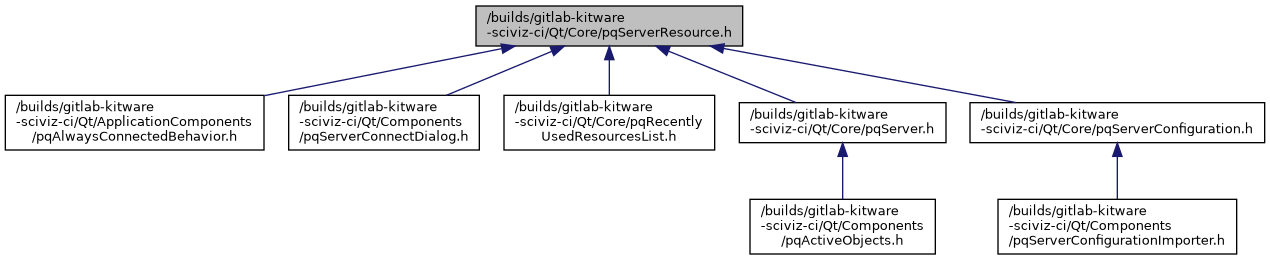 /builds/gitlab-kitware
-sciviz-ci/Qt/Core/pqServerResource.h
/builds/gitlab-kitware
-sciviz-ci/Qt/ApplicationComponents
/pqAlwaysConnectedBehavior.h
/builds/gitlab-kitware
-sciviz-ci/Qt/Components
/pqServerConnectDialog.h
/builds/gitlab-kitware
-sciviz-ci/Qt/Core/pqRecently
UsedResourcesList.h
/builds/gitlab-kitware
-sciviz-ci/Qt/Core/pqServer.h
/builds/gitlab-kitware
-sciviz-ci/Qt/Core/pqServerConfiguration.h
/builds/gitlab-kitware
-sciviz-ci/Qt/Components
/pqActiveObjects.h
/builds/gitlab-kitware
-sciviz-ci/Qt/Components
/pqServerConfigurationImporter.h